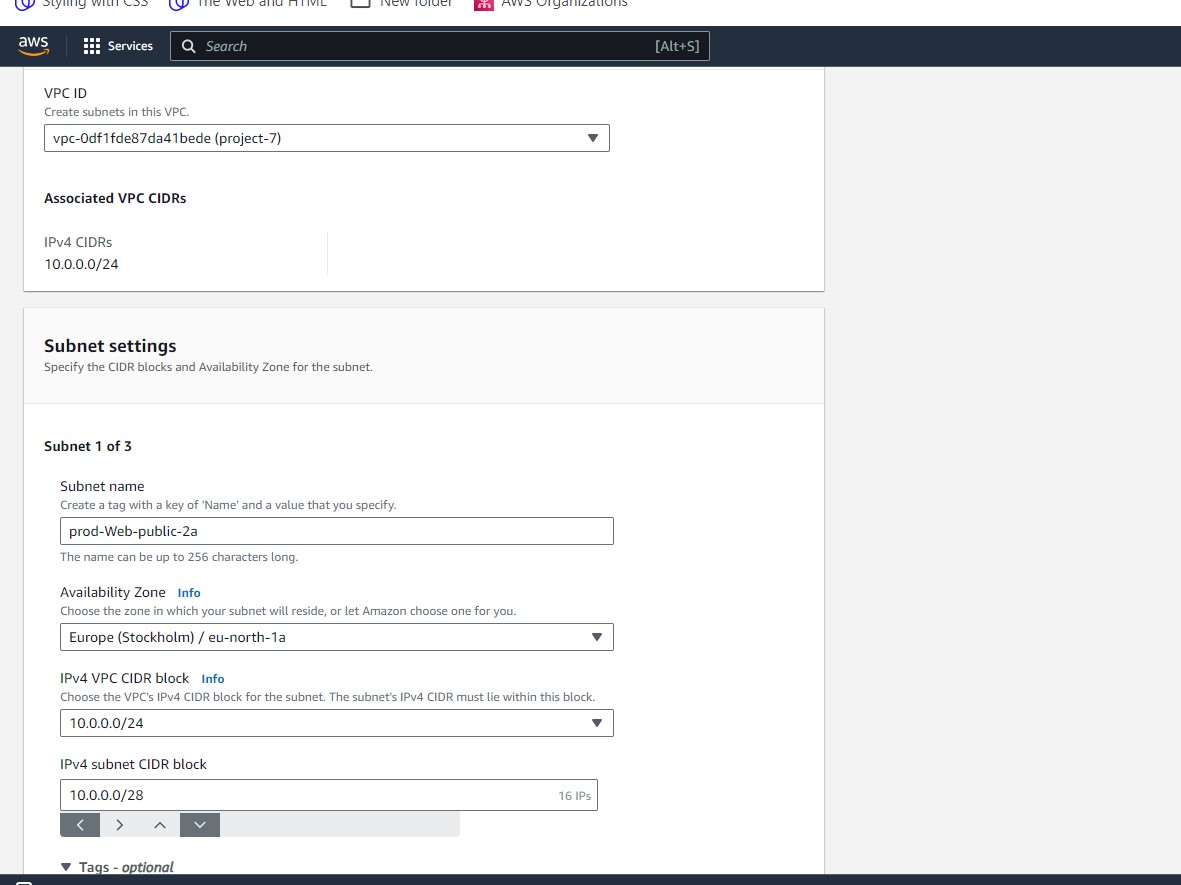 Styling with CSS The Web and HTML New folder AWS Organizations
aws Services Search [Alt+S]
VPC ID
Create subnets in this VPC.
vpc-0df1fde87da41bede (project-7)
Associated VPC CIDRs
IPv4 CIDRs
10.0.0.0/24
Subnet settings
Specify the CIDR blocks and Availability Zone for the subnet.
Subnet 1 of 3
Subnet name
Create a tag with a key of 'Name' and a value that you specify.
prod-Web-public-2a
The name can be up to 256 characters long.
Availability Zone Info
Choose the zone in which your subnet will reside, or let Amazon choose one for you.
Europe (Stockholm) / eu-north-1a
IPv4 VPC CIDR block Info
Choose the VPC's IPv4 CIDR block for the subnet. The subnet's IPv4 CIDR must lie within this block.
10.0.0.0/24
IPv4 subnet CIDR block
10.0.0.0/28 16 IPs
Tags - optional